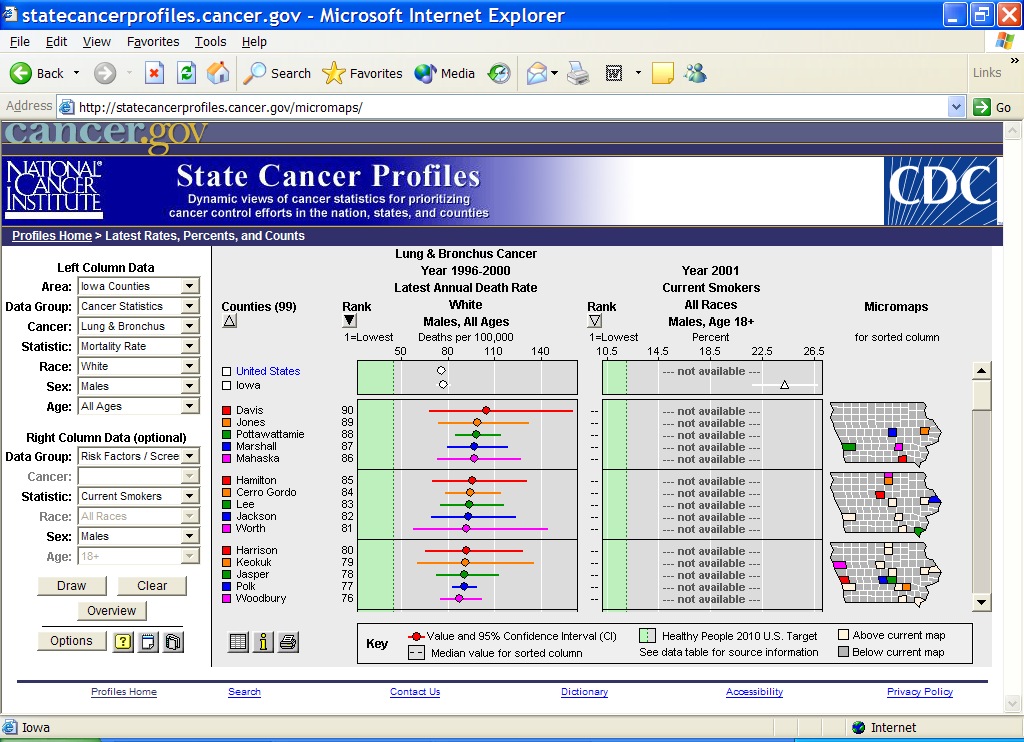 statecancerprofiles.cancer.gov - Microsoft Internet Explorer
File Edit View Favorites Tools Help
Back Search Favorites Media W Links
Address http://statecancerprofiles.cancer.gov/micromaps/ Go
cancer.gov
NATIONAL CANCER INSTITUTE
State Cancer Profiles
Dynamic views of cancer statistics for prioritizing
cancer control efforts in the nation, states, and counties
CDC
Profiles Home > Latest Rates, Percents, and Counts
Left Column Data
Area: Iowa Counties
Data Group: Cancer Statistics
Cancer: Lung & Bronchus
Statistic: Mortality Rate
Race: White
Sex: Males
Age: All Ages
Right Column Data (optional)
Data Group: Risk Factors / Scree
Cancer:
Statistic: Current Smokers
Race: All Races
Sex: Males
Age: 18+
Draw Clear
Overview
Options ?
Lung & Bronchus Cancer
Year 1996-2000
Latest Annual Death Rate
White
Males, All Ages
Deaths per 100,000
50 80 110 140
Year 2001
Current Smokers
All Races
Males, Age 18+
Percent
10.5 14.5 18.5 22.5 26.5
Counties (99)
Rank
1=Lowest
Rank
1=Lowest
Micromaps
for sorted column
United States --- not available ---
Iowa
Davis 90 -- --- not available ---
Jones 89 -- --- not available ---
Pottawattamie 88 -- --- not available ---
Marshall 87 -- --- not available ---
Mahaska 86 -- --- not available ---
Hamilton 85 -- --- not available ---
Cerro Gordo 84 -- --- not available ---
Lee 83 -- --- not available ---
Jackson 82 -- --- not available ---
Worth 81 -- --- not available ---
Harrison 80 -- --- not available ---
Keokuk 79 -- --- not available ---
Jasper 78 -- --- not available ---
Polk 77 -- --- not available ---
Woodbury 76 -- --- not available ---
Key
Value and 95% Confidence Interval (CI)
Median value for sorted column
Healthy People 2010 U.S. Target
See data table for source information
Above current map
Below current map
Profiles Home Search Contact Us Dictionary Accessibility Privacy Policy
Iowa Internet